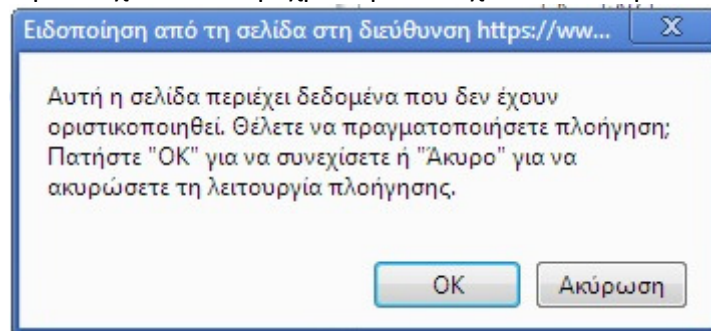 Ειδοποίηση από τη σελίδα στη διεύθυνση https://ww...
X
Αυτή η σελίδα περιέχει δεδομένα που δεν έχουν
οριστικοποιηθεί. Θέλετε να πραγματοποιήσετε πλοήγηση;
Πατήστε "OK" για να συνεχίσετε ή "Άκυρο" για να
ακυρώσετε τη λειτουργία πλοήγησης.
OK
Ακύρωση